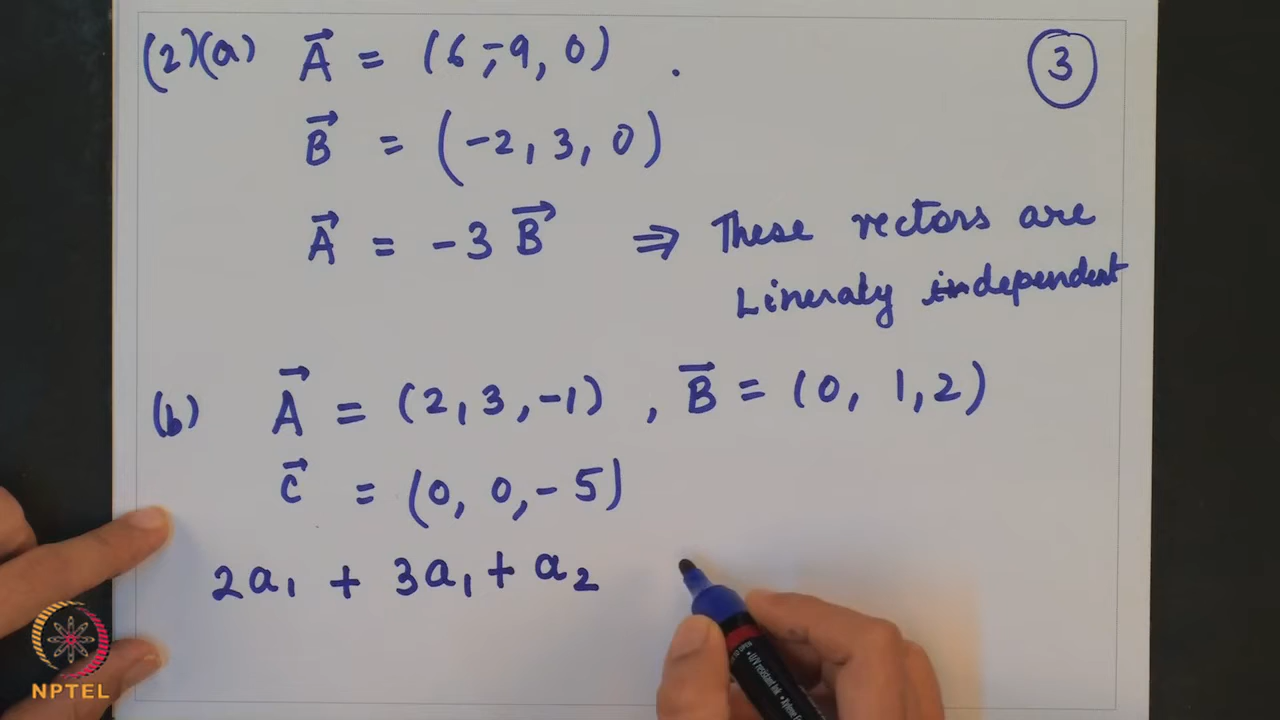 (2)(a) A⃗ = (6, -9, 0) .
3
B⃗ = (-2, 3, 0)
A⃗ = -3 B⃗ ⇒ These vectors are
Lineraly independent
(b) A⃗ = (2, 3, -1) , B⃗ = (0, 1, 2)
C⃗ = (0, 0, -5)
2a₁ + 3a₁ + a₂
NPTEL